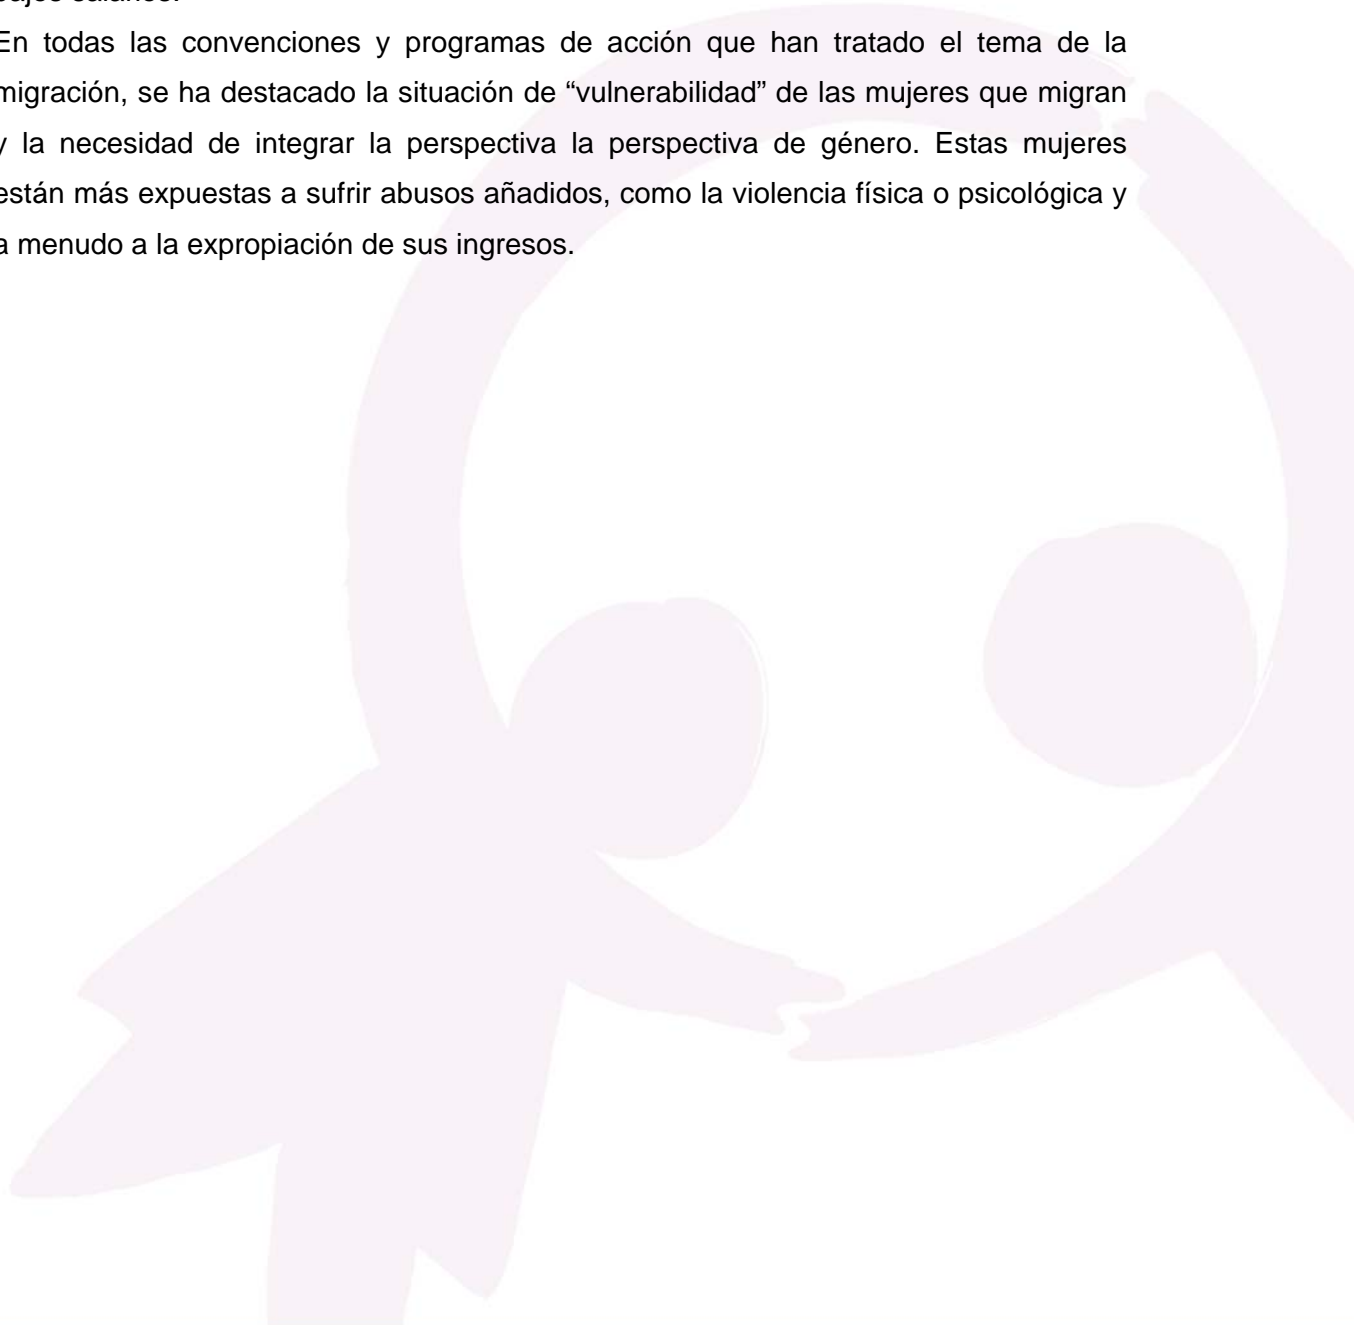 bajos salarios.
En todas las convenciones y programas de acción que han tratado el tema de la
migración, se ha destacado la situación de “vulnerabilidad” de las mujeres que migran
y la necesidad de integrar la perspectiva la perspectiva de género. Estas mujeres
están más expuestas a sufrir abusos añadidos, como la violencia física o psicológica y
a menudo a la expropiación de sus ingresos.